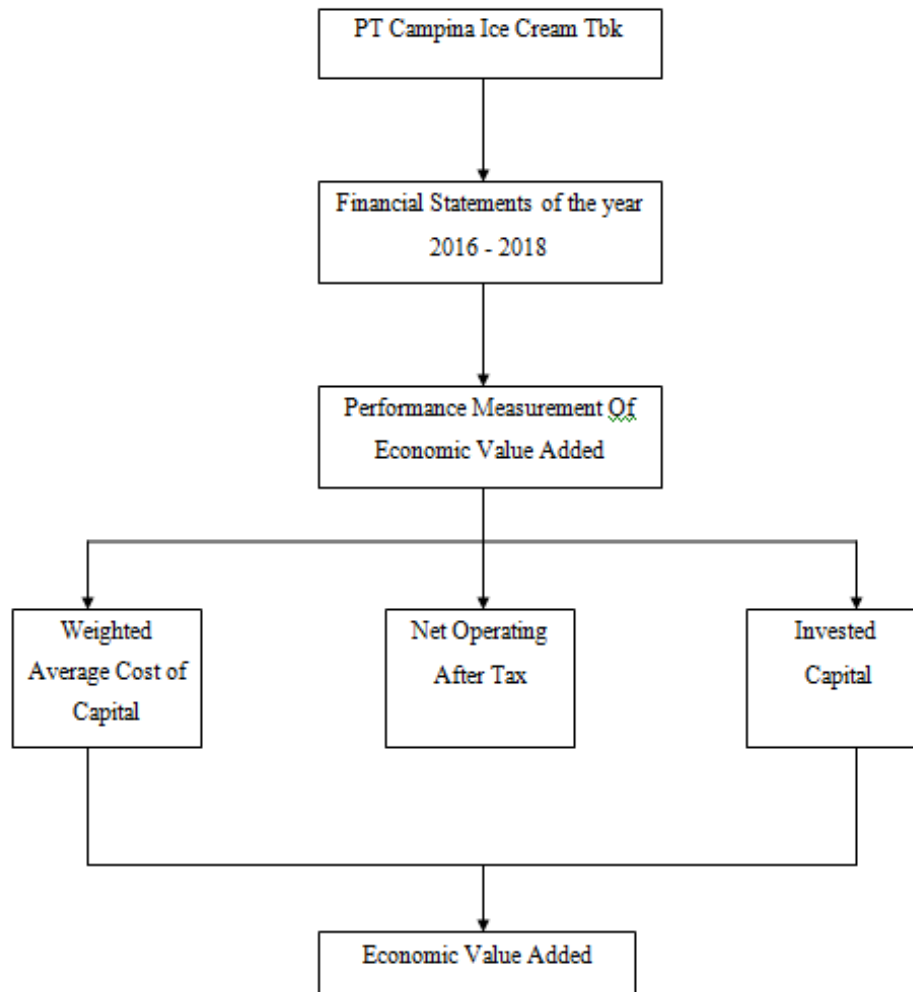 PT Campina Ice Cream Tbk
Financial Statements of the year
2016 - 2018
Performance Measurement Of
Economic Value Added
Weighted
Average Cost of
Capital
Net Operating
After Tax
Invested
Capital
Economic Value Added